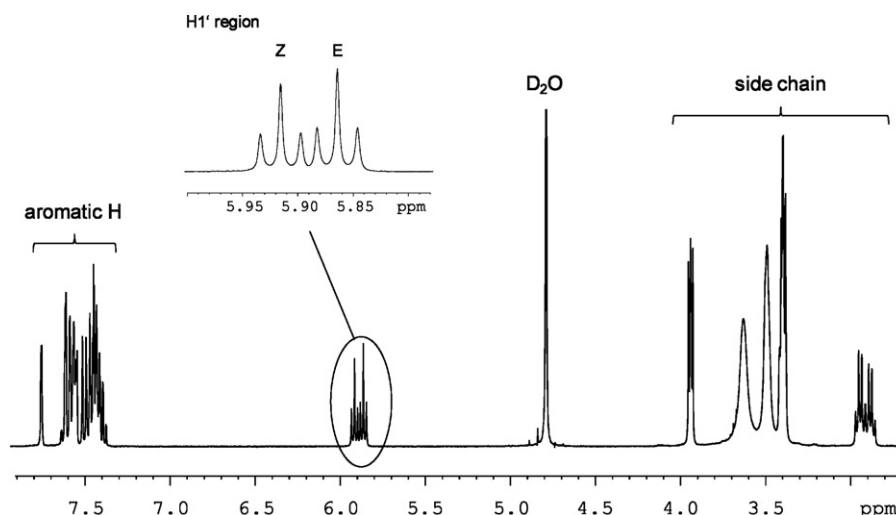 H1' region
Z E
D₂O
side chain
5.95 5.90 5.85 ppm
aromatic H
7.5 7.0 6.5 6.0 5.5 5.0 4.5 4.0 3.5 ppm